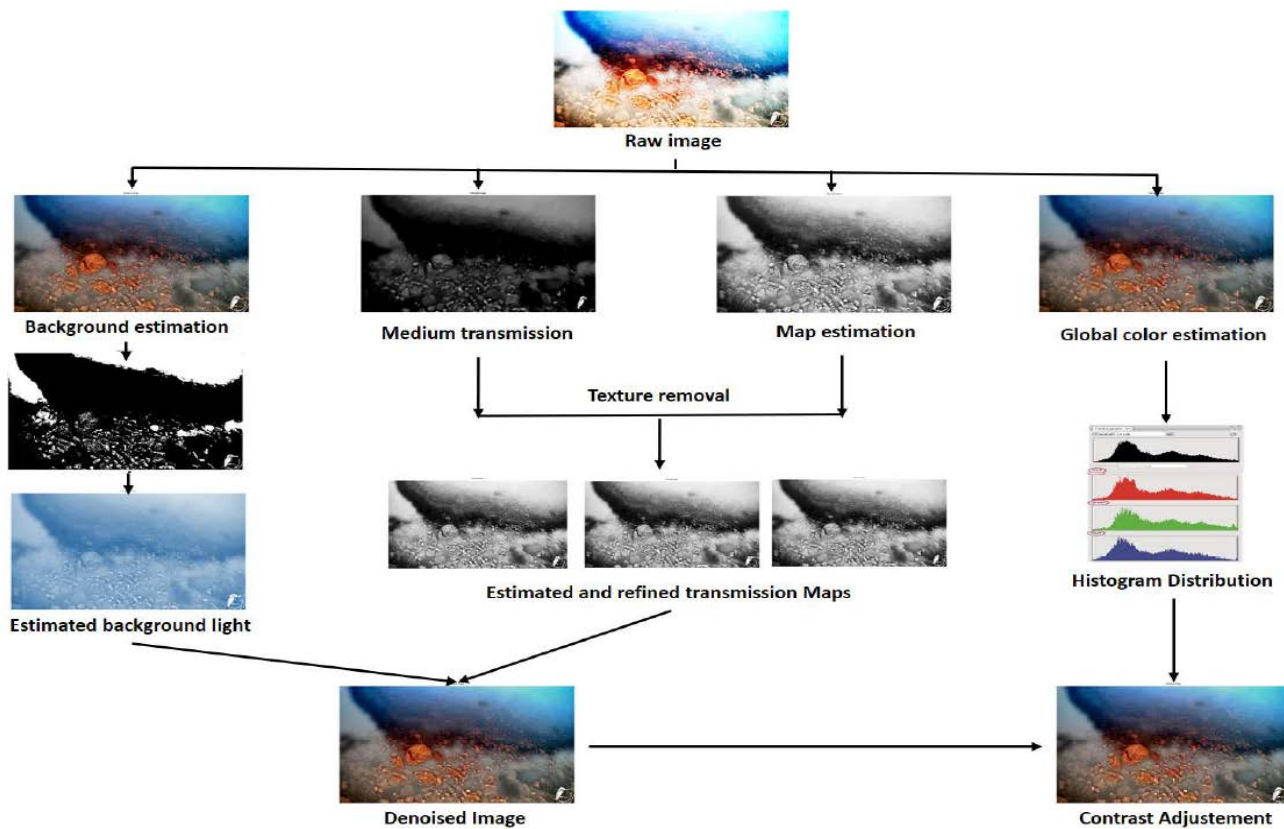 Raw image
Background estimation
Medium transmission
Map estimation
Global color estimation
Texture removal
Estimated and refined transmission Maps
Histogram Distribution
Estimated background light
Denoised Image
Contrast Adjustement